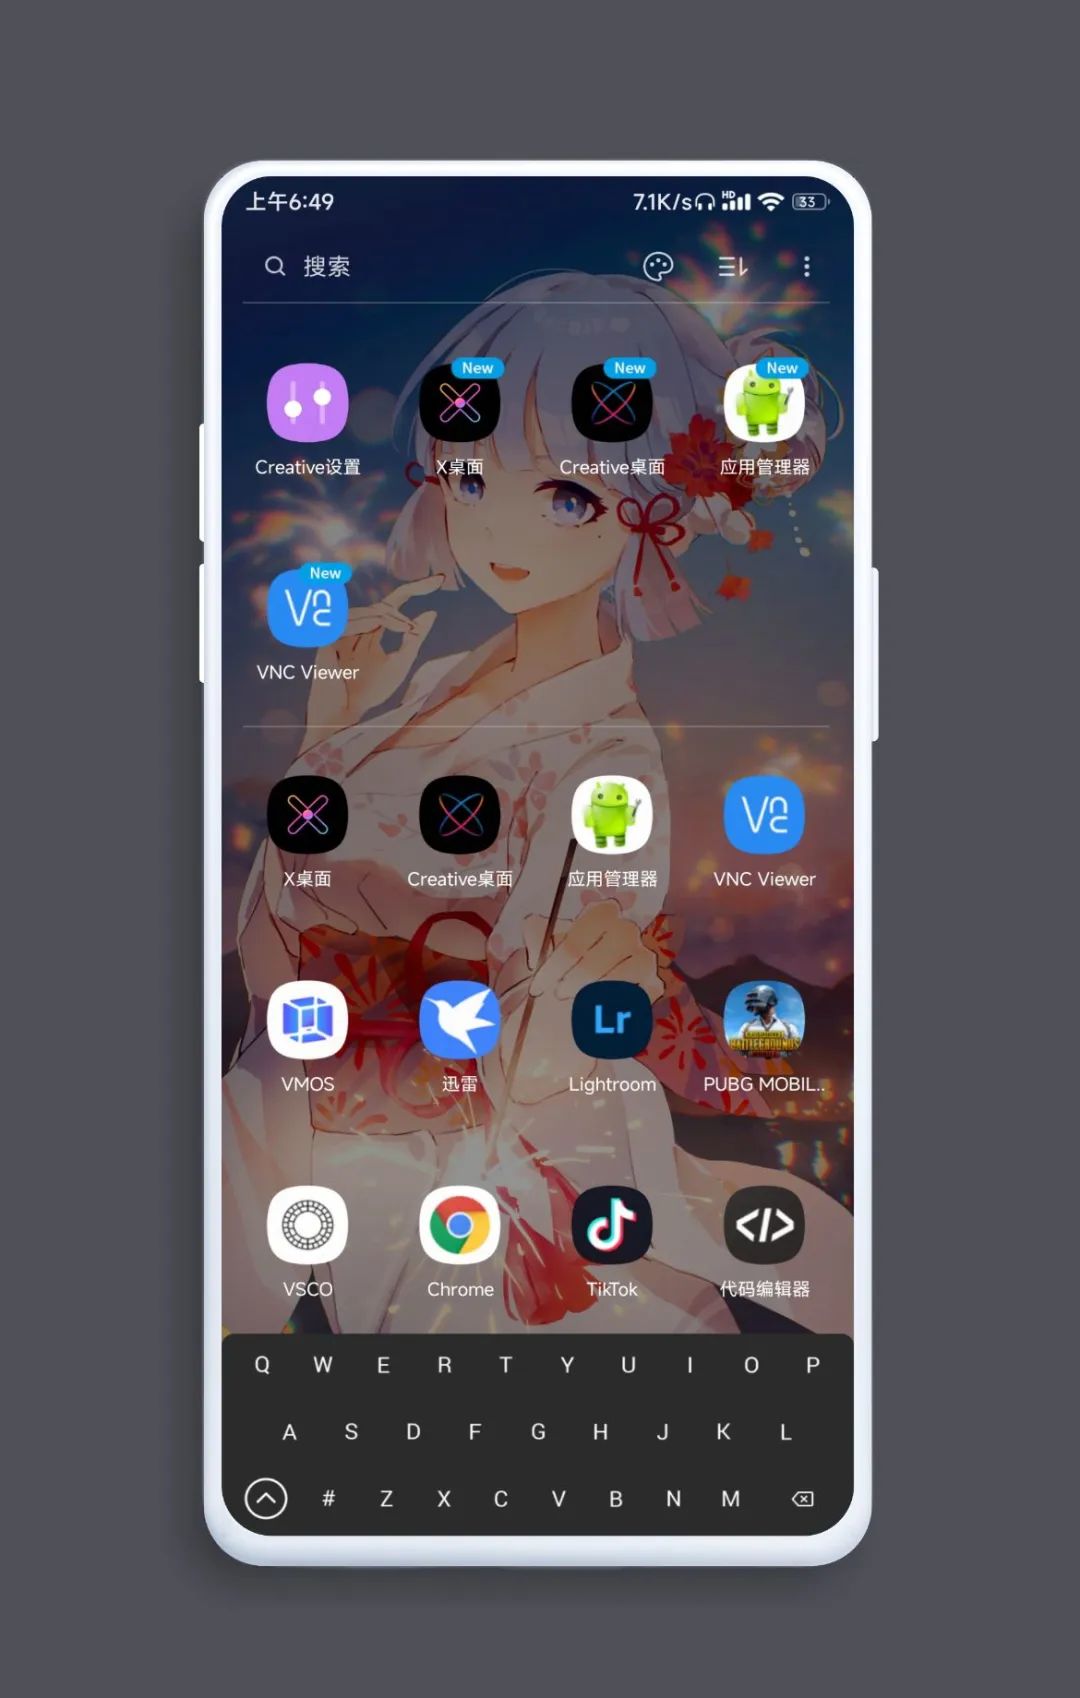 上午6:49 7.1K/s HD 33
搜索
New New New
Creative设置 X桌面 Creative桌面 应用管理器
New
VNC Viewer
X桌面 Creative桌面 应用管理器 VNC Viewer
Lr
BATTLEGROUNDS
VMOS 迅雷 Lightroom PUBG MOBIL..
VSCO Chrome TikTok 代码编辑器
Q W E R T Y U I O P
A S D F G H J K L
# Z X C V B N M